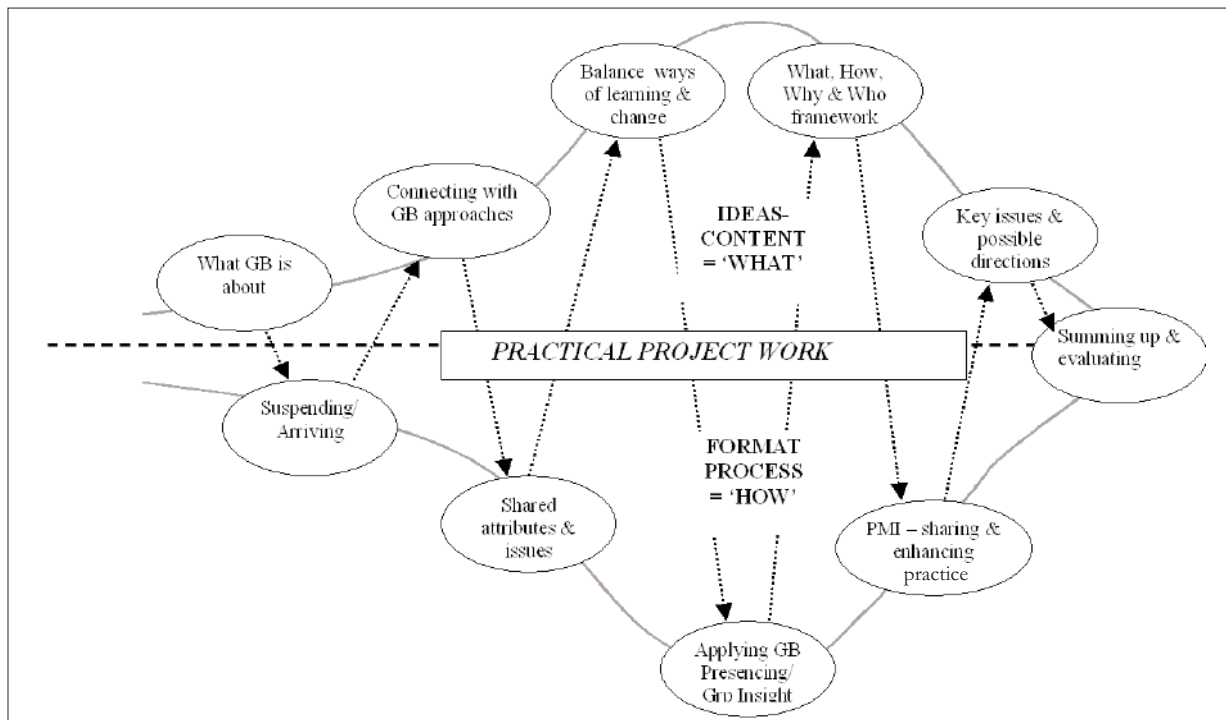 Balance ways
of learning &
change
What, How,
Why & Who
framework
Connecting with
GB approaches
IDEAS-
CONTENT
= ‘WHAT’
Key issues &
possible
directions
What GB is
about
PRACTICAL PROJECT WORK
Summing up &
evaluating
Suspending/
Arriving
FORMAT
PROCESS
= ‘HOW’
Shared
attributes &
issues
PMI – sharing &
enhancing
practice
Applying GB
Presencing/
Grp Insight